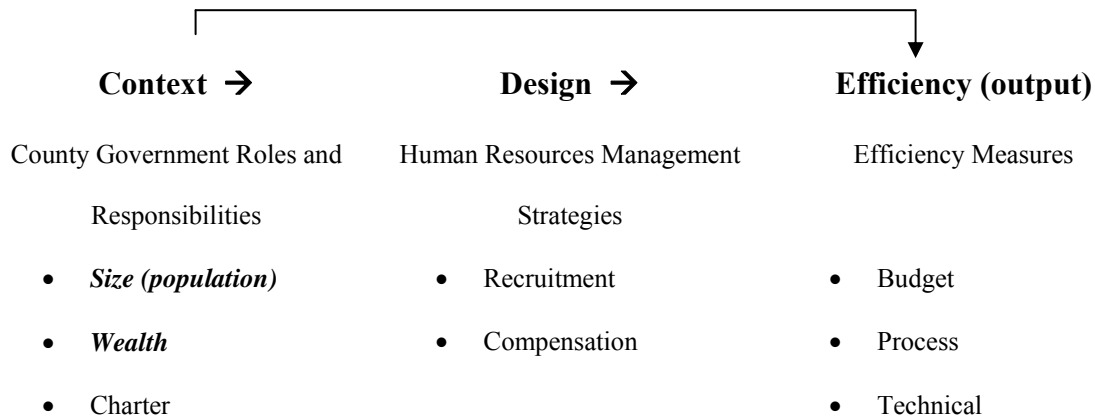 Context → Design → Efficiency (output)
County Government Roles and Human Resources Management Efficiency Measures
Responsibilities Strategies
• Size (population) • Recruitment • Budget
• Wealth • Compensation • Process
• Charter • Technical